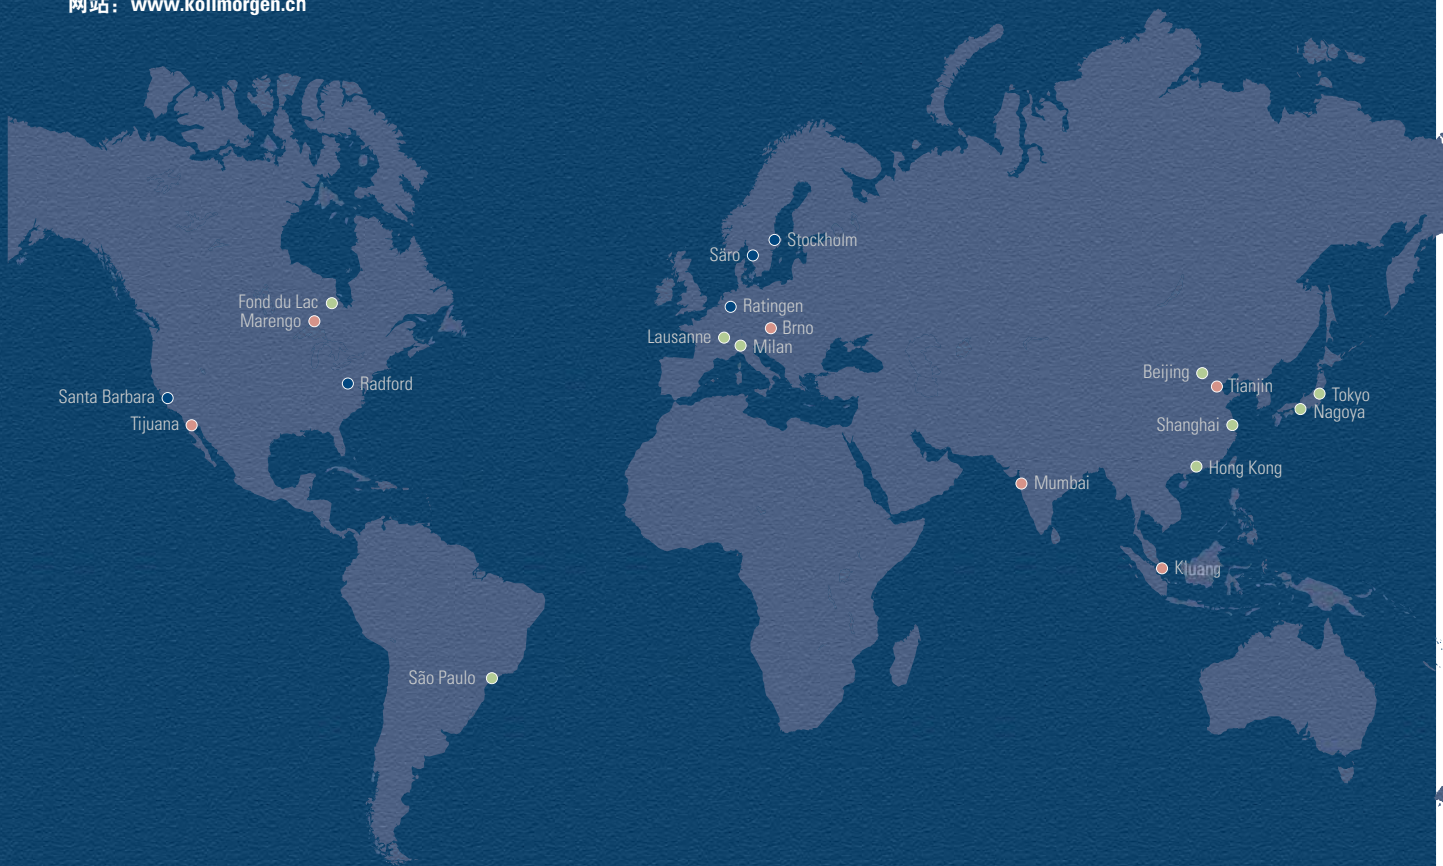 网站：www.kollmorgen.cn
Stockholm
Säro
Fond du Lac
Marengo
Ratingen
Brno
Lausanne
Milan
Radford
Santa Barbara
Tijuana
Beijing
Tianjin
Tokyo
Nagoya
Shanghai
Hong Kong
Mumbai
Kluang
São Paulo